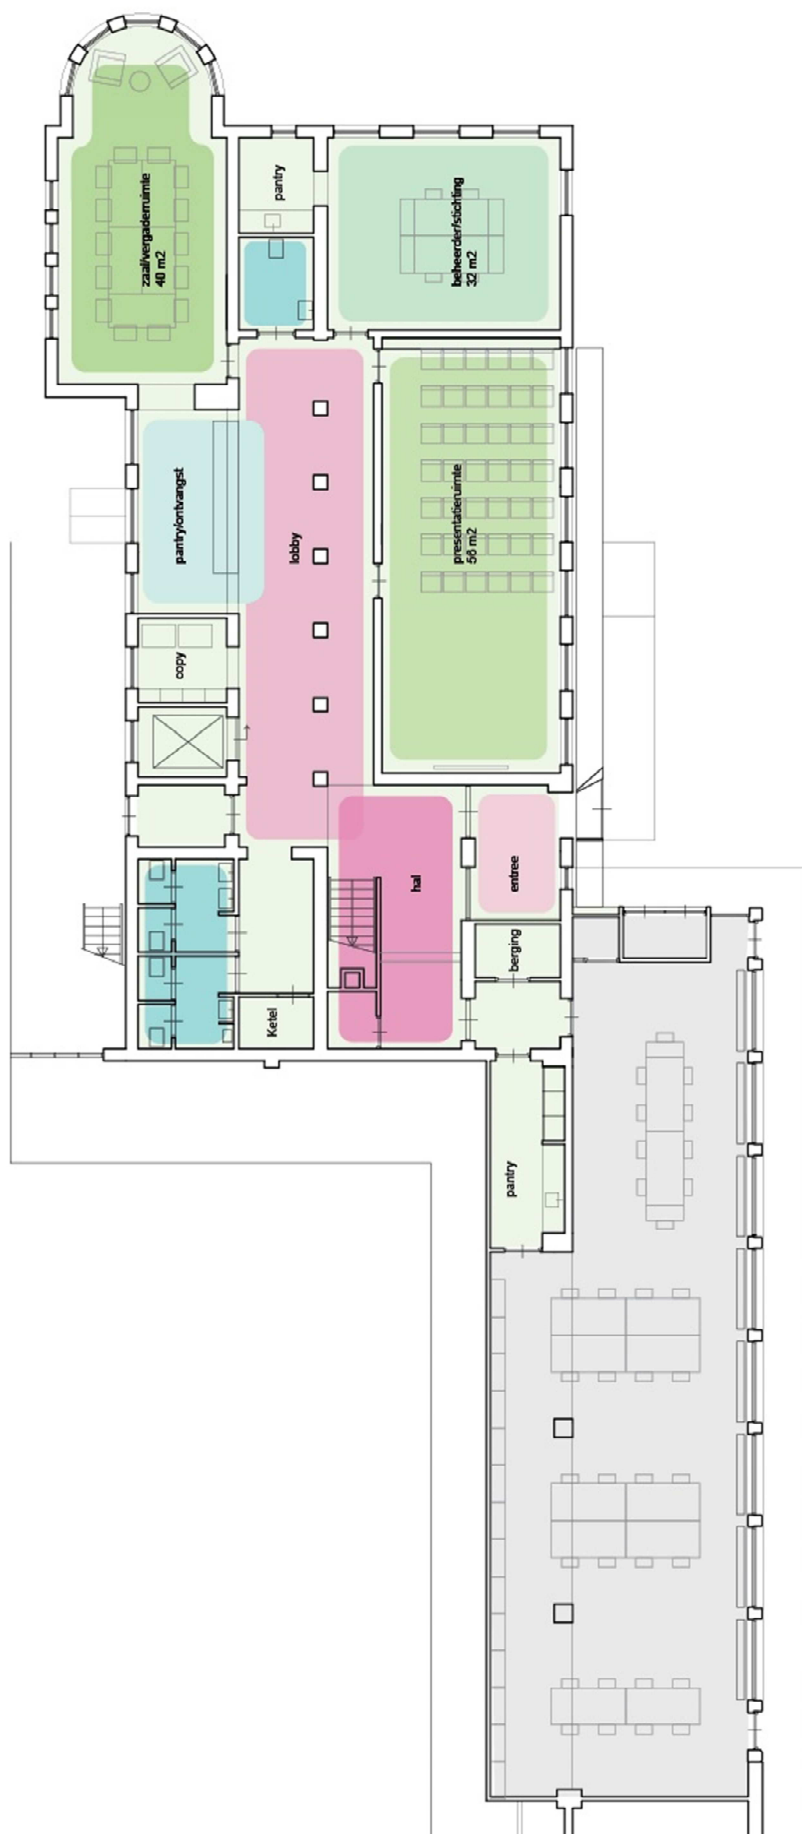 zaal/vergaderruimte
40 m2
pantry
beheerder/stichting
32 m2
pantry/ontvangst
lobby
presentatieruimte
56 m2
copy
hal
entree
berging
Ketel
pantry